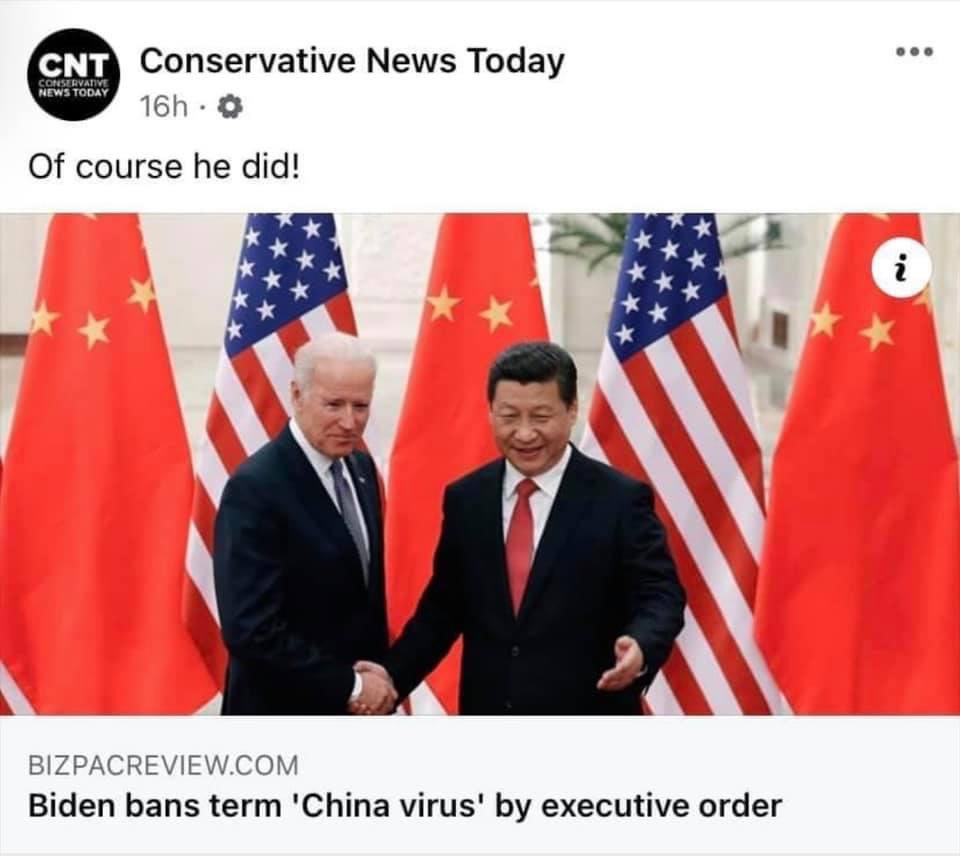 CNT
CONSERVATIVE
NEWS TODAY
Conservative News Today
16h ·
Of course he did!
i
BIZPACREVIEW.COM
Biden bans term 'China virus' by executive order